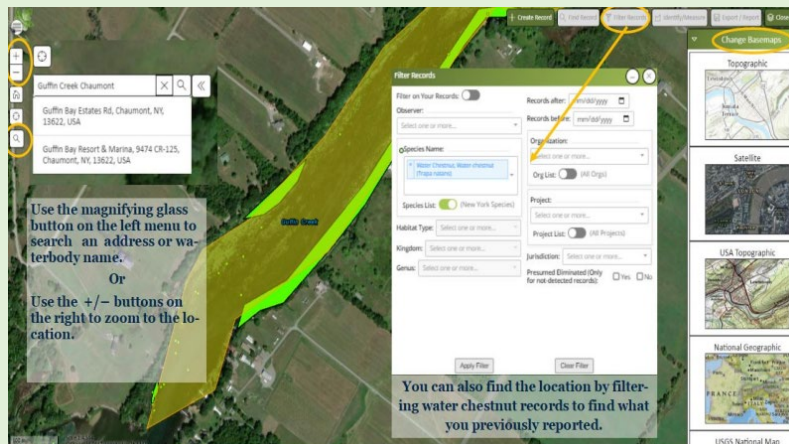 Create Record
Find Record
Filter Records
Identify/Measure
Export / Report
Change Basemaps
Guffin Creek Chaumont
Guffin Bay Estates Rd, Chaumont, NY,
13622, USA
Guffin Bay Resort & Marina, 9474 CR-125,
Chaumont, NY, 13622, USA
Use the magnifying glass
button on the left menu to
search an address or wa-
terbody name.
Or
Use the +/− buttons on
the right to zoom to the lo-
cation.
Guffin Creek
Filter Records
Filter on Your Records:
Observer:
Select one or more...
Species Name:
Water Chestnut, Water-chestnut
(Trapa natans)
Species List: (New York Species)
Habitat Type: Select one or more...
Kingdom: Select one or more...
Genus: Select one or more...
Records after: mm/dd/yyyy
Records before: mm/dd/yyyy
Organization:
Select one or more...
Org List: (All Orgs)
Project:
Select one or more...
Project List: (All Projects)
Jurisdiction: Select one or more...
Presumed Eliminated (Only
for not-detected records): Yes No
Apply Filter
Clear Filter
You can also find the location by filter-
ing water chestnut records to find what
you previously reported.
Topographic
Satellite
USA Topographic
National Geographic
FRANCE
USGS National Map